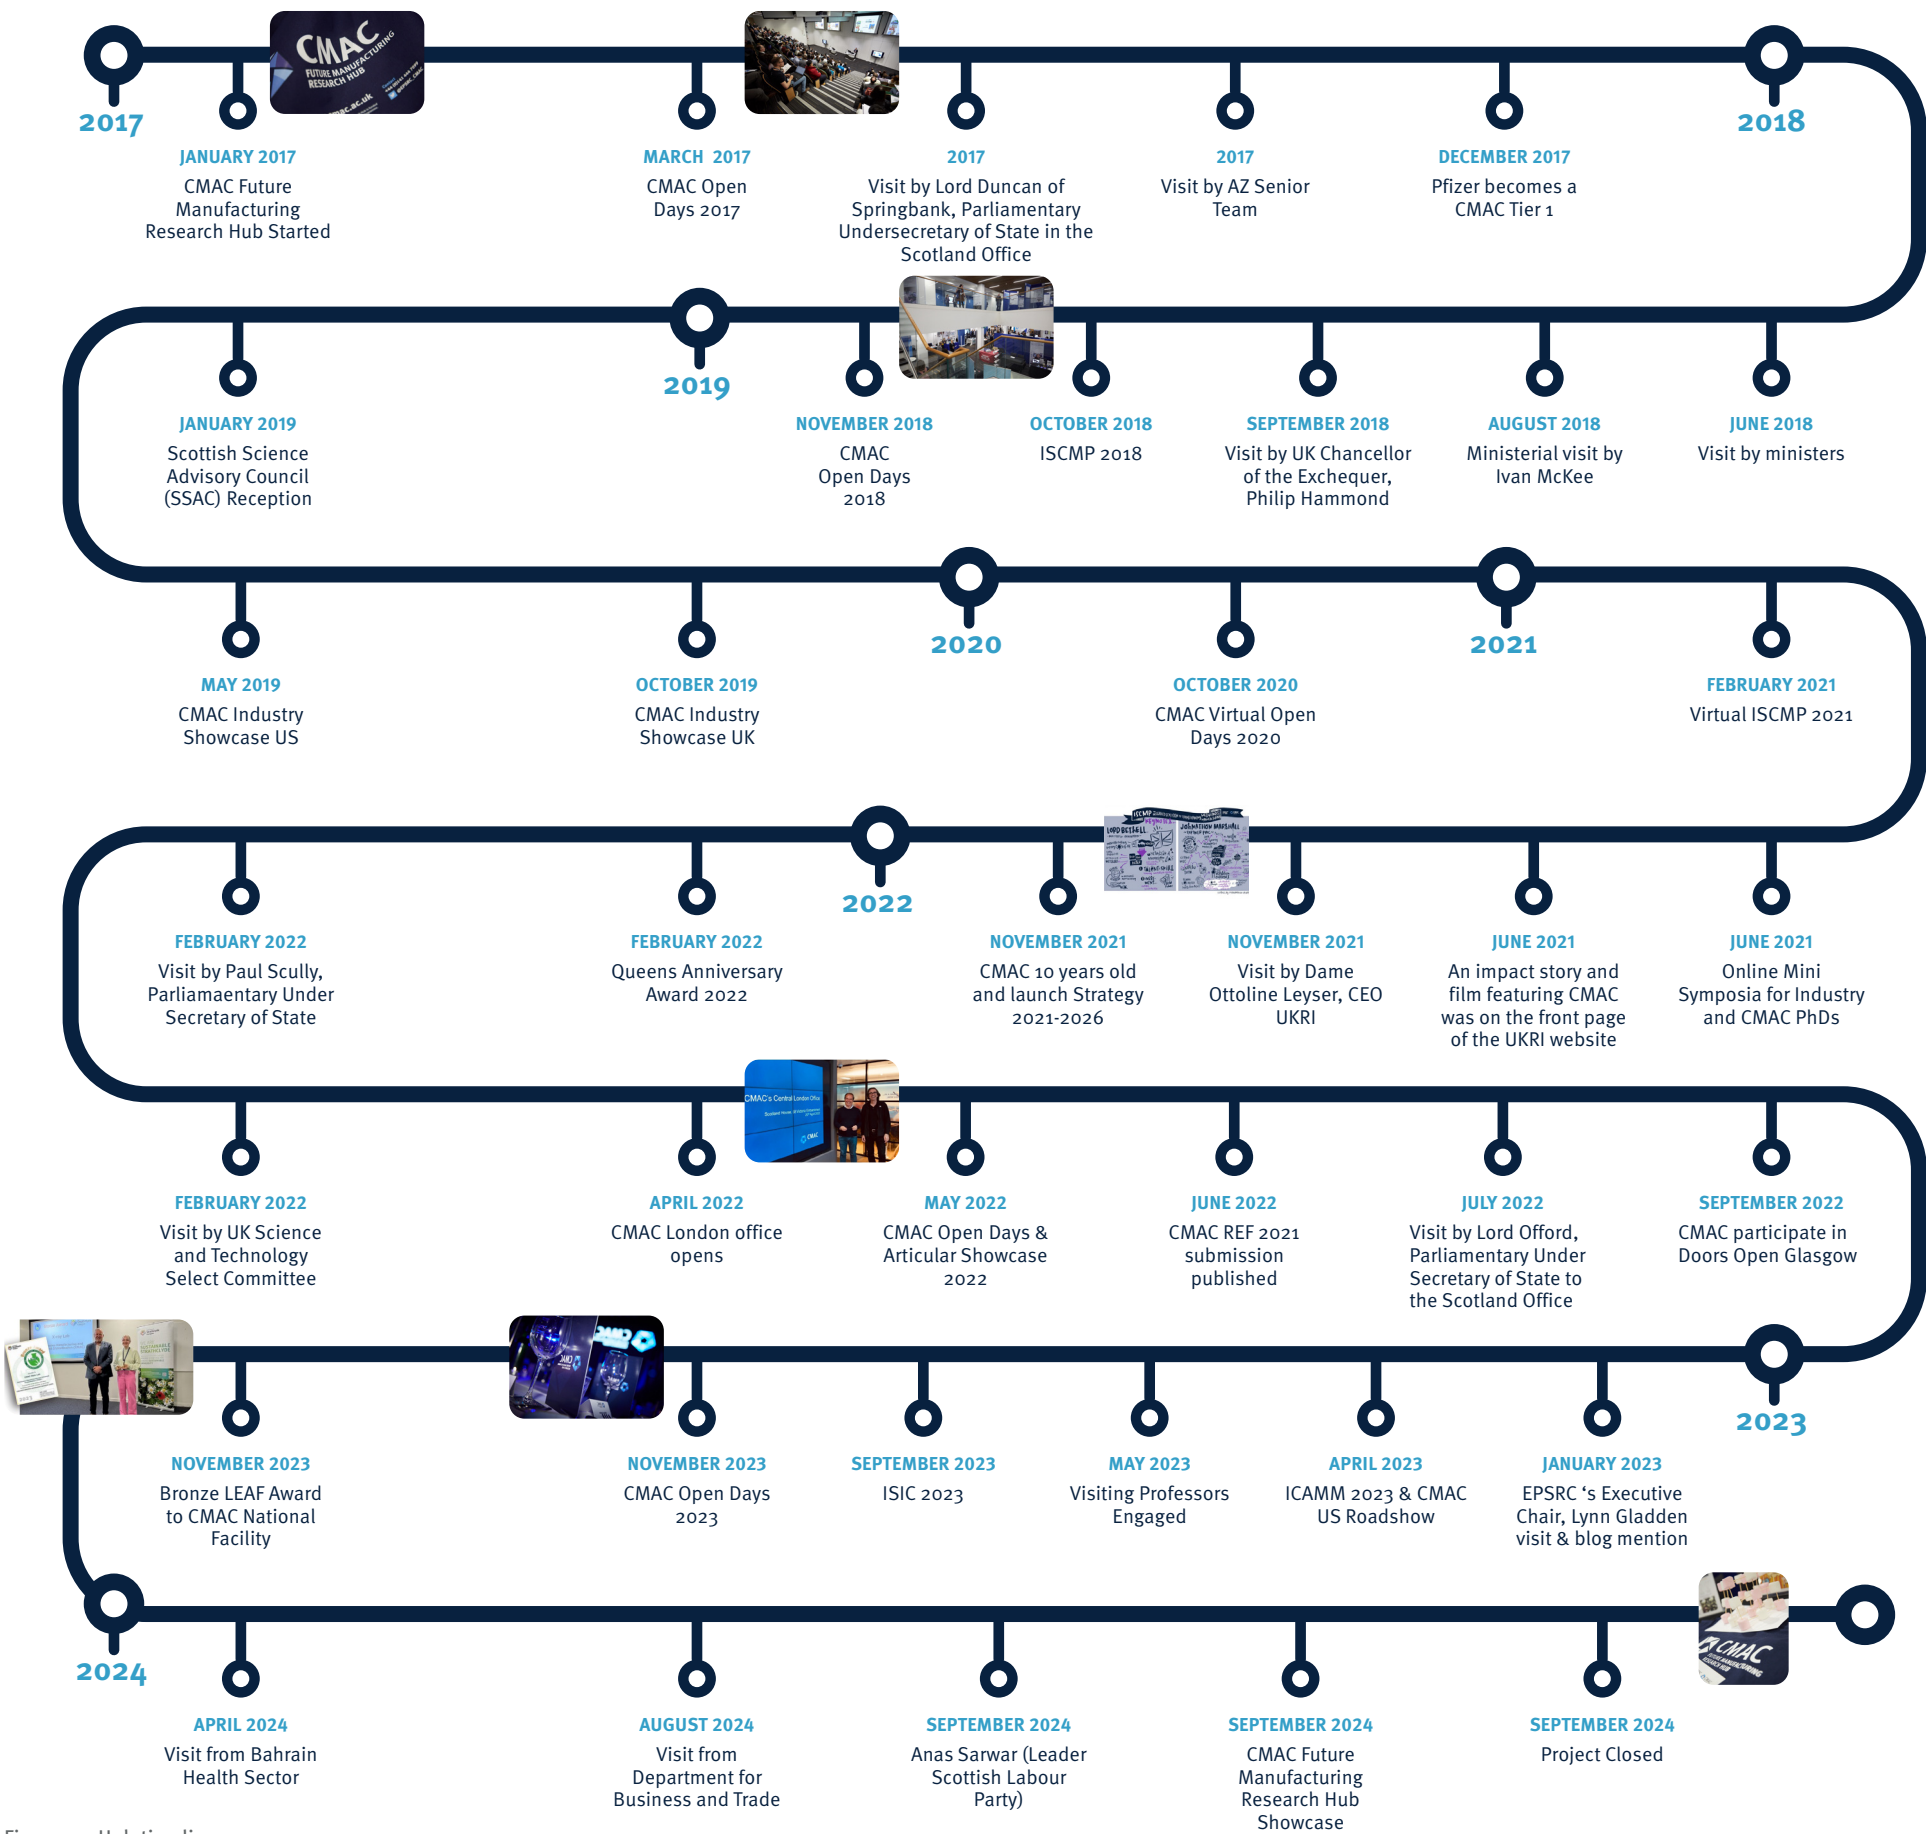 CMAC
FUTURE MANUFACTURING
RESEARCH HUB
2017
2018
JANUARY 2017
CMAC Future
Manufacturing
Research Hub Started
MARCH 2017
CMAC Open
Days 2017
2017
Visit by Lord Duncan of
Springbank, Parliamentary
Undersecretary of State in the
Scotland Office
2017
Visit by AZ Senior
Team
DECEMBER 2017
Pfizer becomes a
CMAC Tier 1
2019
JANUARY 2019
Scottish Science
Advisory Council
(SSAC) Reception
NOVEMBER 2018
CMAC
Open Days
2018
OCTOBER 2018
ISCMP 2018
SEPTEMBER 2018
Visit by UK Chancellor
of the Exchequer,
Philip Hammond
AUGUST 2018
Ministerial visit by
Ivan McKee
JUNE 2018
Visit by ministers
2020
2021
MAY 2019
CMAC Industry
Showcase US
OCTOBER 2019
CMAC Industry
Showcase UK
OCTOBER 2020
CMAC Virtual Open
Days 2020
FEBRUARY 2021
Virtual ISCMP 2021
2022
FEBRUARY 2022
Visit by Paul Scully,
Parliamaentary Under
Secretary of State
FEBRUARY 2022
Queens Anniversary
Award 2022
NOVEMBER 2021
CMAC 10 years old
and launch Strategy
2021-2026
NOVEMBER 2021
Visit by Dame
Ottoline Leyser, CEO
UKRI
JUNE 2021
An impact story and
film featuring CMAC
was on the front page
of the UKRI website
JUNE 2021
Online Mini
Symposia for Industry
and CMAC PhDs
CMAC's Central London Office
CMAC
FEBRUARY 2022
Visit by UK Science
and Technology
Select Committee
APRIL 2022
CMAC London office
opens
MAY 2022
CMAC Open Days &
Articular Showcase
2022
JUNE 2022
CMAC REF 2021
submission
published
JULY 2022
Visit by Lord Offord,
Parliamentary Under
Secretary of State to
the Scotland Office
SEPTEMBER 2022
CMAC participate in
Doors Open Glasgow
2023
NOVEMBER 2023
Bronze LEAF Award
to CMAC National
Facility
NOVEMBER 2023
CMAC Open Days
2023
SEPTEMBER 2023
ISIC 2023
MAY 2023
Visiting Professors
Engaged
APRIL 2023
ICAMM 2023 & CMAC
US Roadshow
JANUARY 2023
EPSRC ‘s Executive
Chair, Lynn Gladden
visit & blog mention
CMAC
FUTURE MANUFACTURING
RESEARCH HUB
2024
APRIL 2024
Visit from Bahrain
Health Sector
AUGUST 2024
Visit from
Department for
Business and Trade
SEPTEMBER 2024
Anas Sarwar (Leader
Scottish Labour
Party)
SEPTEMBER 2024
CMAC Future
Manufacturing
Research Hub
Showcase
SEPTEMBER 2024
Project Closed